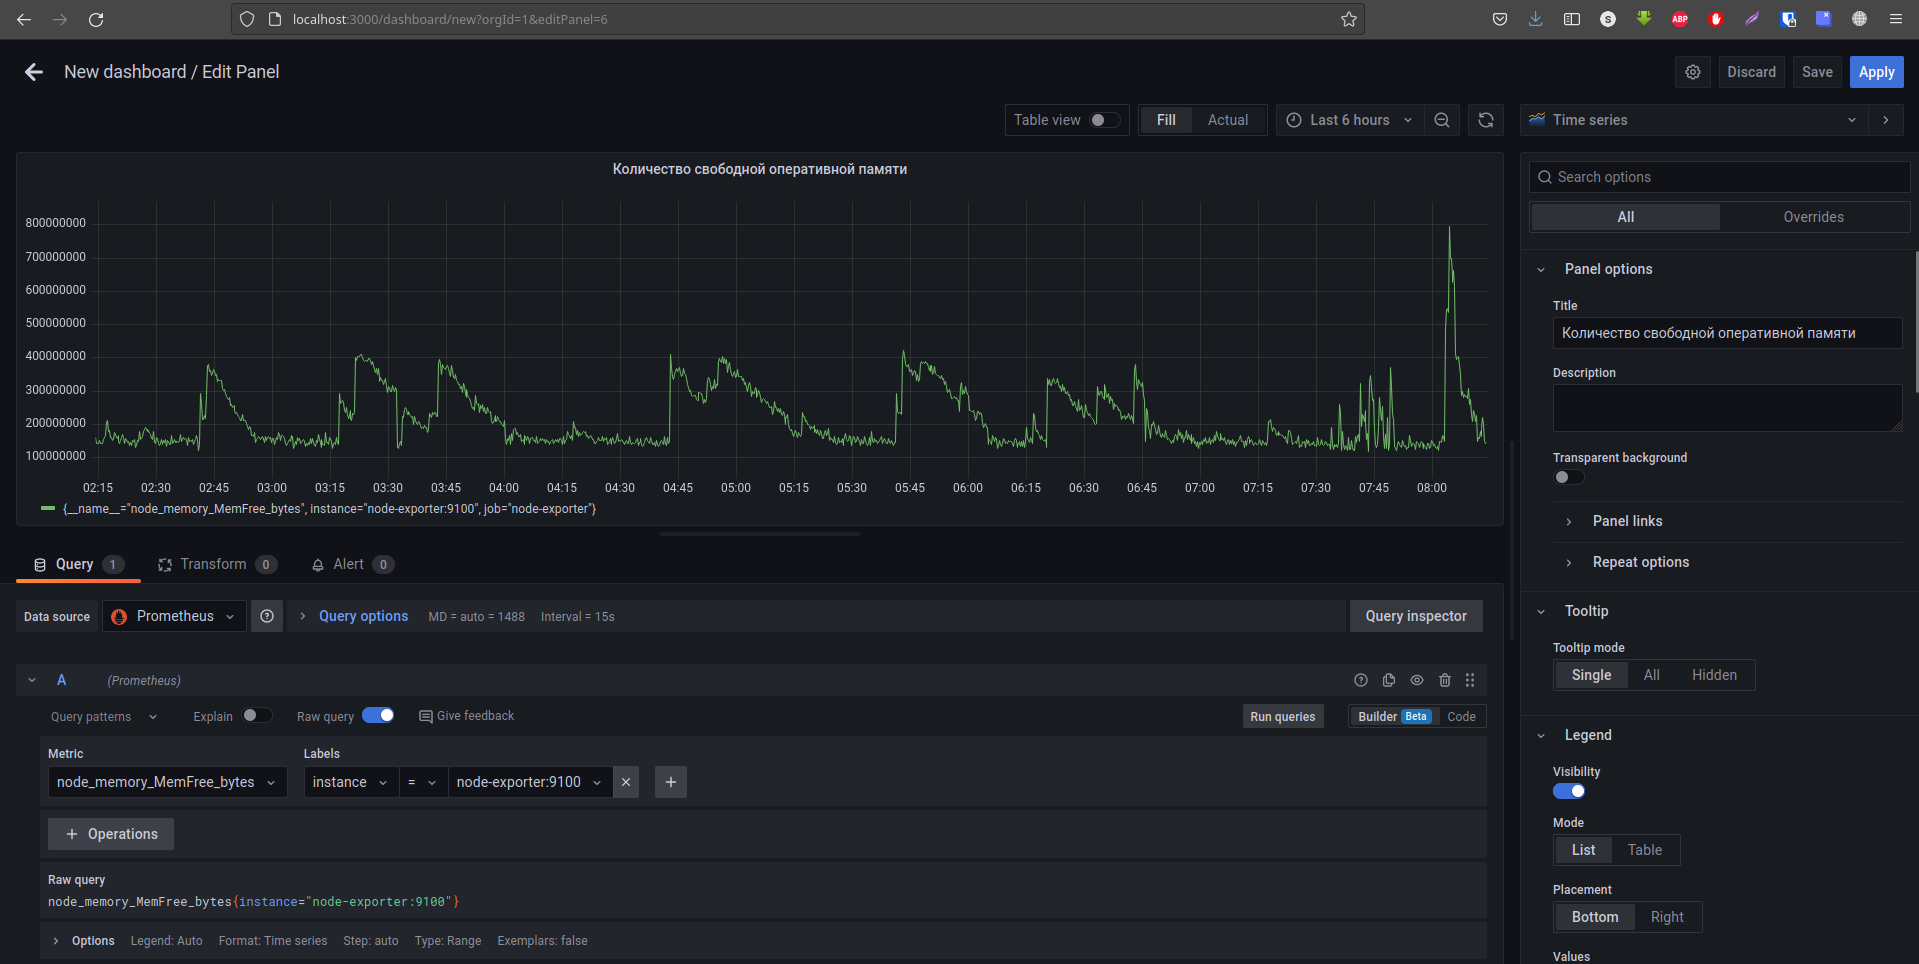 localhost:3000/dashboard/new?orgId=1&editPanel=6
S
ABP
New dashboard / Edit Panel
Discard
Save
Apply
Table view
Fill
Actual
Last 6 hours
Time series
Количество свободной оперативной памяти
800000000
700000000
600000000
500000000
400000000
300000000
200000000
100000000
02:15 02:30 02:45 03:00 03:15 03:30 03:45 04:00 04:15 04:30 04:45 05:00 05:15 05:30 05:45 06:00 06:15 06:30 06:45 07:00 07:15 07:30 07:45 08:00
{__name__="node_memory_MemFree_bytes", instance="node-exporter:9100", job="node-exporter"}
Query 1
Transform 0
Alert 0
Data source
Prometheus
Query options
MD = auto = 1488
Interval = 15s
Query inspector
A
(Prometheus)
Query patterns
Explain
Raw query
Give feedback
Run queries
Builder Beta
Code
Metric
Labels
node_memory_MemFree_bytes
instance
=
node-exporter:9100
+ Operations
Raw query
node_memory_MemFree_bytes{instance="node-exporter:9100"}
Options
Legend: Auto
Format: Time series
Step: auto
Type: Range
Exemplars: false
Search options
All
Overrides
Panel options
Title
Количество свободной оперативной памяти
Description
Transparent background
Panel links
Repeat options
Tooltip
Tooltip mode
Single
All
Hidden
Legend
Visibility
Mode
List
Table
Placement
Bottom
Right
Values